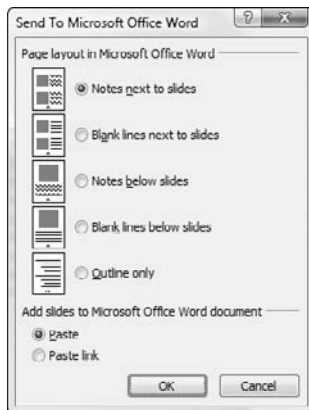 Send To Microsoft Office Word
Page layout in Microsoft Office Word
Notes next to slides
Blank lines next to slides
Notes below slides
Blank lines below slides
Outline only
Add slides to Microsoft Office Word document
Paste
Paste link
OK Cancel